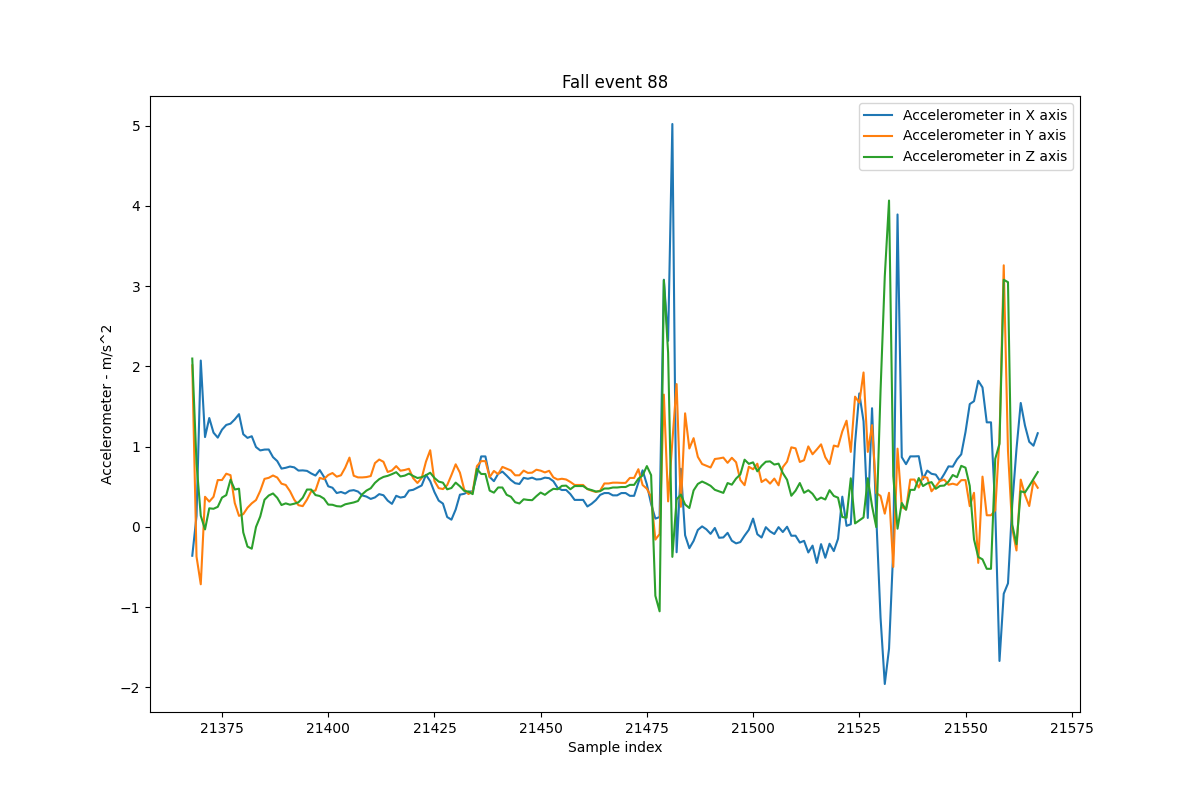 Fall event 88
Accelerometer in X axis
Accelerometer in Y axis
Accelerometer in Z axis
Accelerometer - m/s^2
5
4
3
2
1
0
−1
−2
21375 21400 21425 21450 21475 21500 21525 21550 21575
Sample index